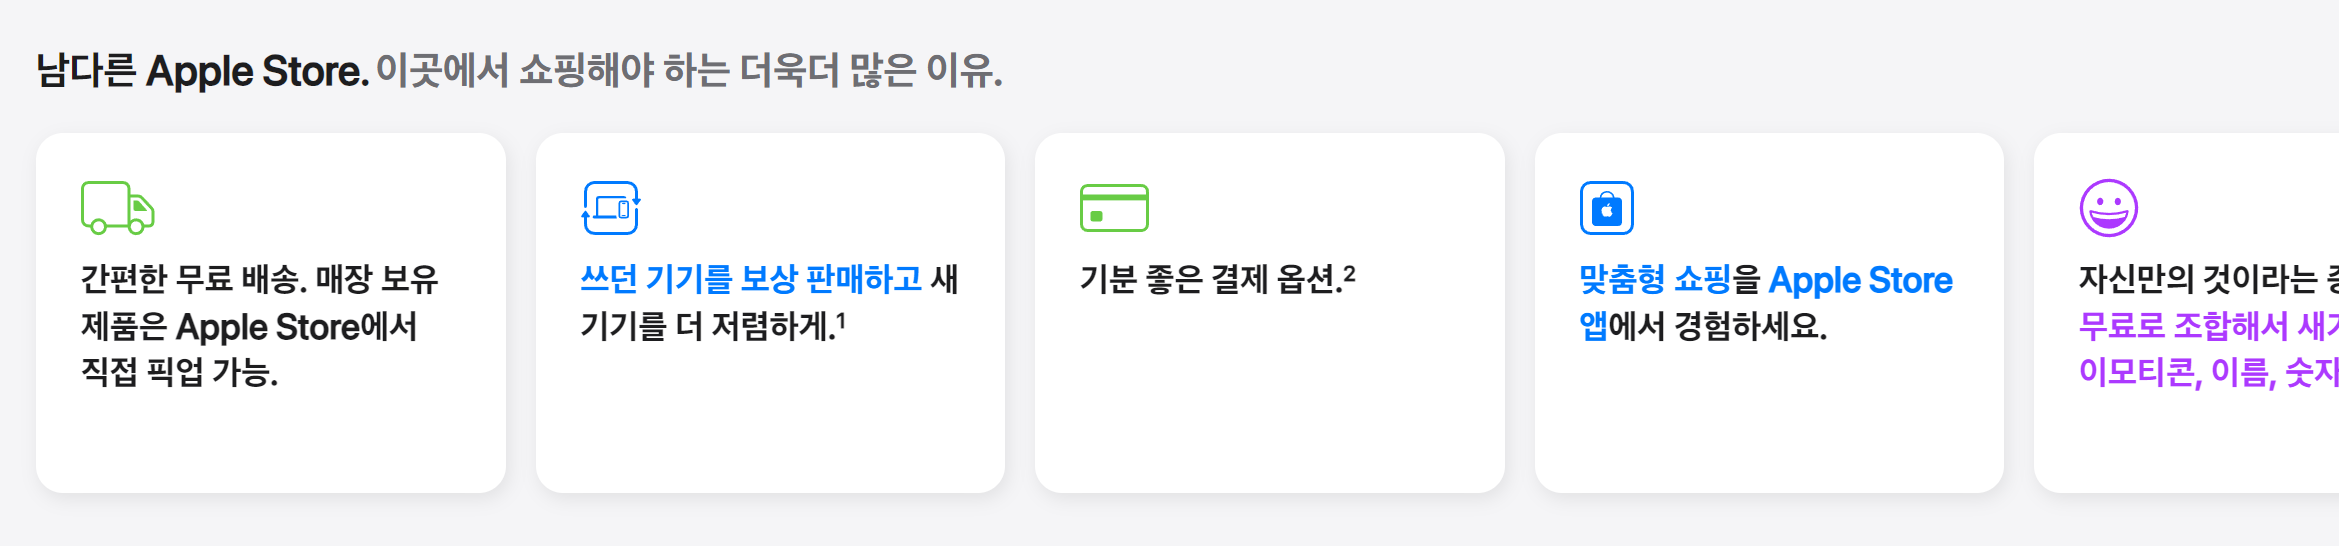 남다른 Apple Store. 이곳에서 쇼핑해야 하는 더욱더 많은 이유.
간편한 무료 배송. 매장 보유
제품은 Apple Store에서
직접 픽업 가능.
쓰던 기기를 보상 판매하고 새
기기를 더 저렴하게.¹
기분 좋은 결제 옵션.²
맞춤형 쇼핑을 Apple Store
앱에서 경험하세요.
자신만의 것이라는
무료로 조합해서
이모티콘, 이름,